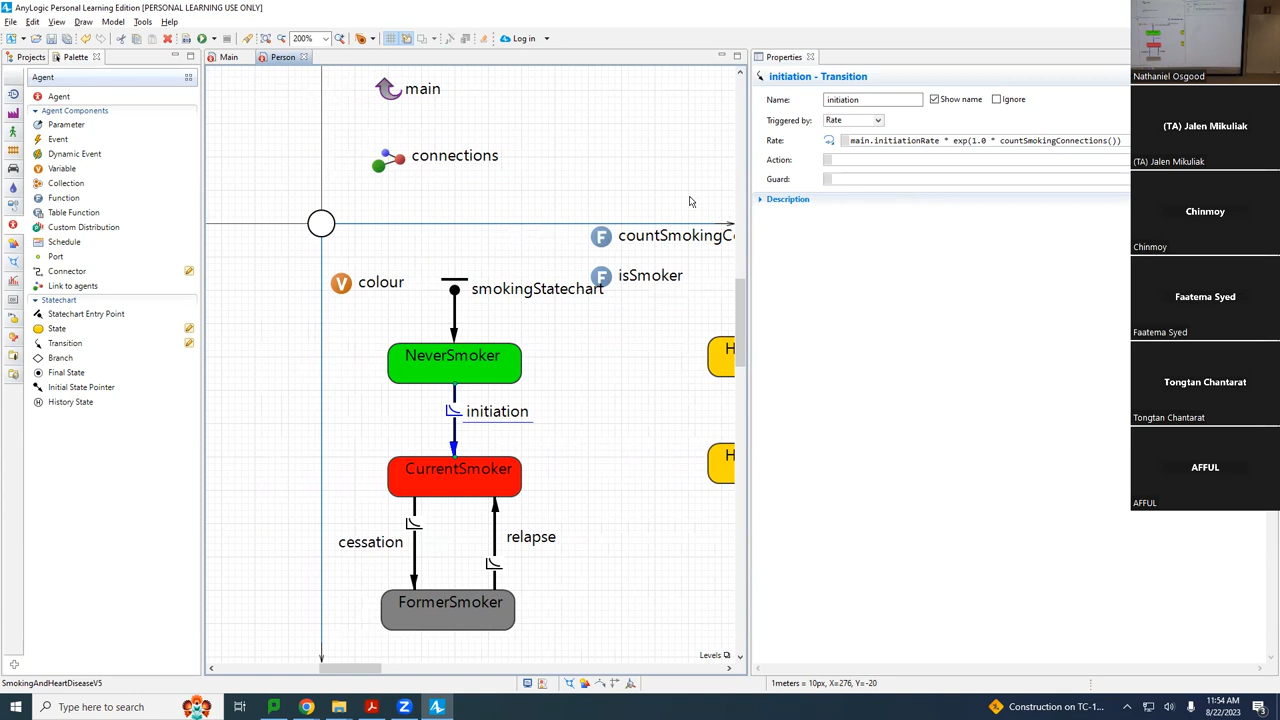 AnyLogic Personal Learning Edition [PERSONAL LEARNING USE ONLY]
File Edit View Draw Model Tools Help
200% Log in
Projects Palette
Main Person
Properties
Agent
Agent
Agent Components
Parameter
Event
Dynamic Event
Variable
Collection
Function
Table Function
Custom Distribution
Schedule
Port
Connector
Link to agents
Statechart
Statechart Entry Point
State
Transition
Branch
Final State
Initial State Pointer
History State
main
connections
countSmokingC
isSmoker
colour
smokingStatechart
NeverSmoker
H
initiation
CurrentSmoker
H
cessation
relapse
FormerSmoker
Levels
initiation - Transition
Name: initiation Show name Ignore
Triggered by: Rate
Rate: main.initiationRate * exp(1.0 * countSmokingConnections())
Action:
Guard:
Description
Nathaniel Osgood
(TA) Jalen Mikuliak
(TA) Jalen Mikuliak
Chinmoy
Chinmoy
Faatema Syed
Faatema Syed
Tongtan Chantarat
Tongtan Chantarat
AFFUL
AFFUL
SmokingAndHeartDiseaseV5
1meters = 10px, X=276, Y=-20
Type here to search
Construction on TC-1...
11:54 AM
8/22/2023
3